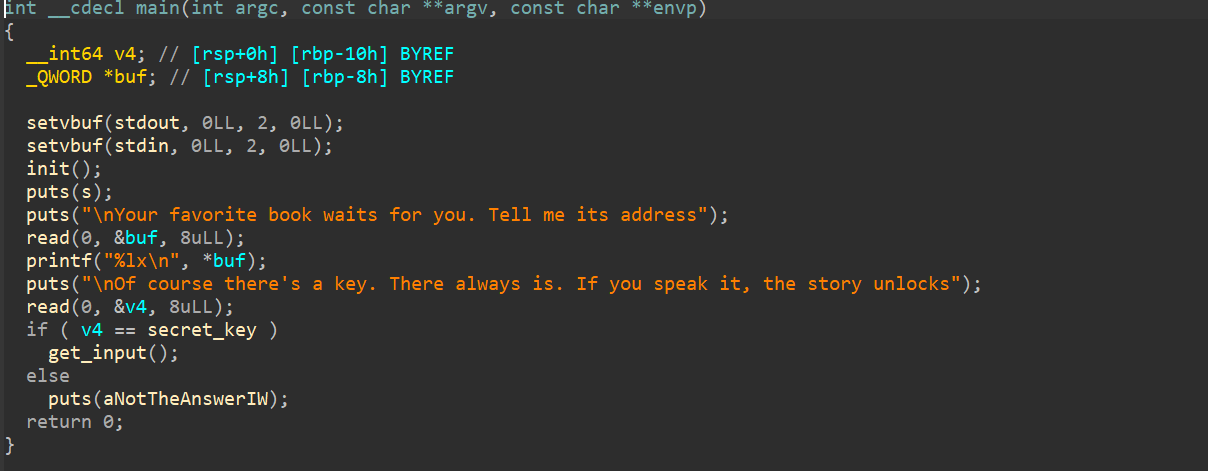 int __cdecl main(int argc, const char **argv, const char **envp)
{
  __int64 v4; // [rsp+0h] [rbp-10h] BYREF
  _QWORD *buf; // [rsp+8h] [rbp-8h] BYREF

  setvbuf(stdout, 0LL, 2, 0LL);
  setvbuf(stdin, 0LL, 2, 0LL);
  init();
  puts(s);
  puts("\nYour favorite book waits for you. Tell me its address");
  read(0, &buf, 8uLL);
  printf("%lx\n", *buf);
  puts("\nOf course there's a key. There always is. If you speak it, the story unlocks");
  read(0, &v4, 8uLL);
  if ( v4 == secret_key )
    get_input();
  else
    puts(aNotTheAnswerIW);
  return 0;
}